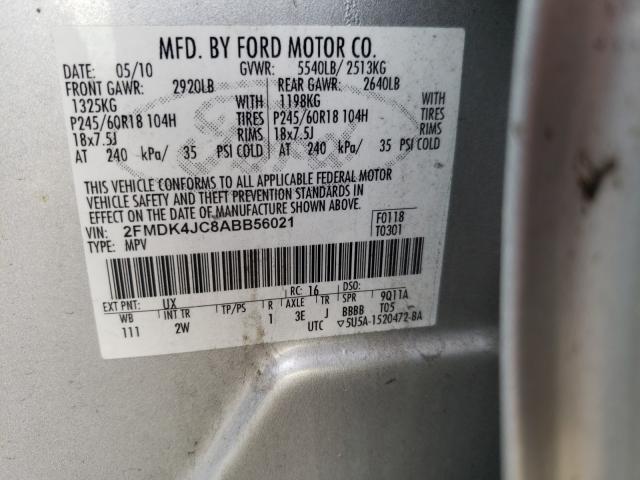 MFD. BY FORD MOTOR CO.
DATE: 05/10 GVWR: 5540LB/ 2513KG
FRONT GAWR: 2920LB REAR GAWR: 2640LB
1325KG WITH 1198KG WITH
P245/60R18 104H TIRES P245/60R18 104H TIRES
18x7.5J RIMS 18x7.5J RIMS
AT 240 kPa/ 35 PSI COLD AT 240 kPa/ 35 PSI COLD
THIS VEHICLE CONFORMS TO ALL APPLICABLE FEDERAL MOTOR
VEHICLE SAFETY AND THEFT PREVENTION STANDARDS IN
EFFECT ON THE DATE OF MANUFACTURE SHOWN ABOVE.
VIN: 2FMDK4JC8ABB56021 F0118
TYPE: MPV T0301
EXT PNT: UX RC: 16 DSO:
WB INT TR TP/PS R AXLE TR SPR 9Q11A
111 2W 1 3E J BBBB T05
UTC ▽5U5A-1520472-BA